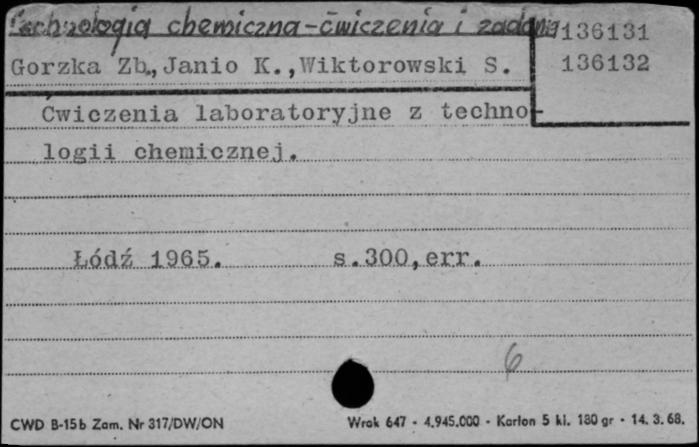 Technologia chemiczna-ćwiczenia i zadania
136131
Gorzka Zb., Janio K., Wiktorowski S.
136132
Ćwiczenia laboratoryjne z techno-
logii chemicznej.
Łódź 1965. s.300,err.
6
CWD B-15b Zam. Nr 317/DW/ON Wrak 647 - 4.945.000 - Karton 5 kl. 180 gr - 14. 3. 68.